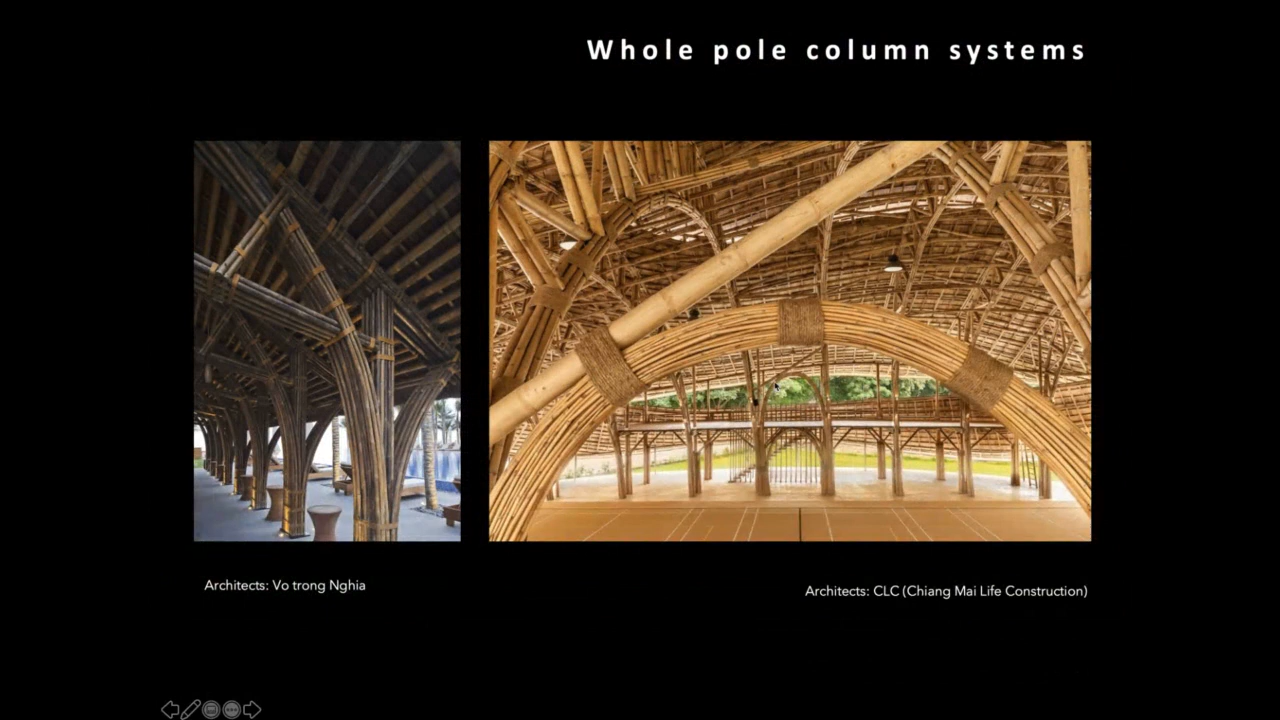 Whole pole column systems
Architects: Vo trong Nghia
Architects: CLC (Chiang Mai Life Construction)